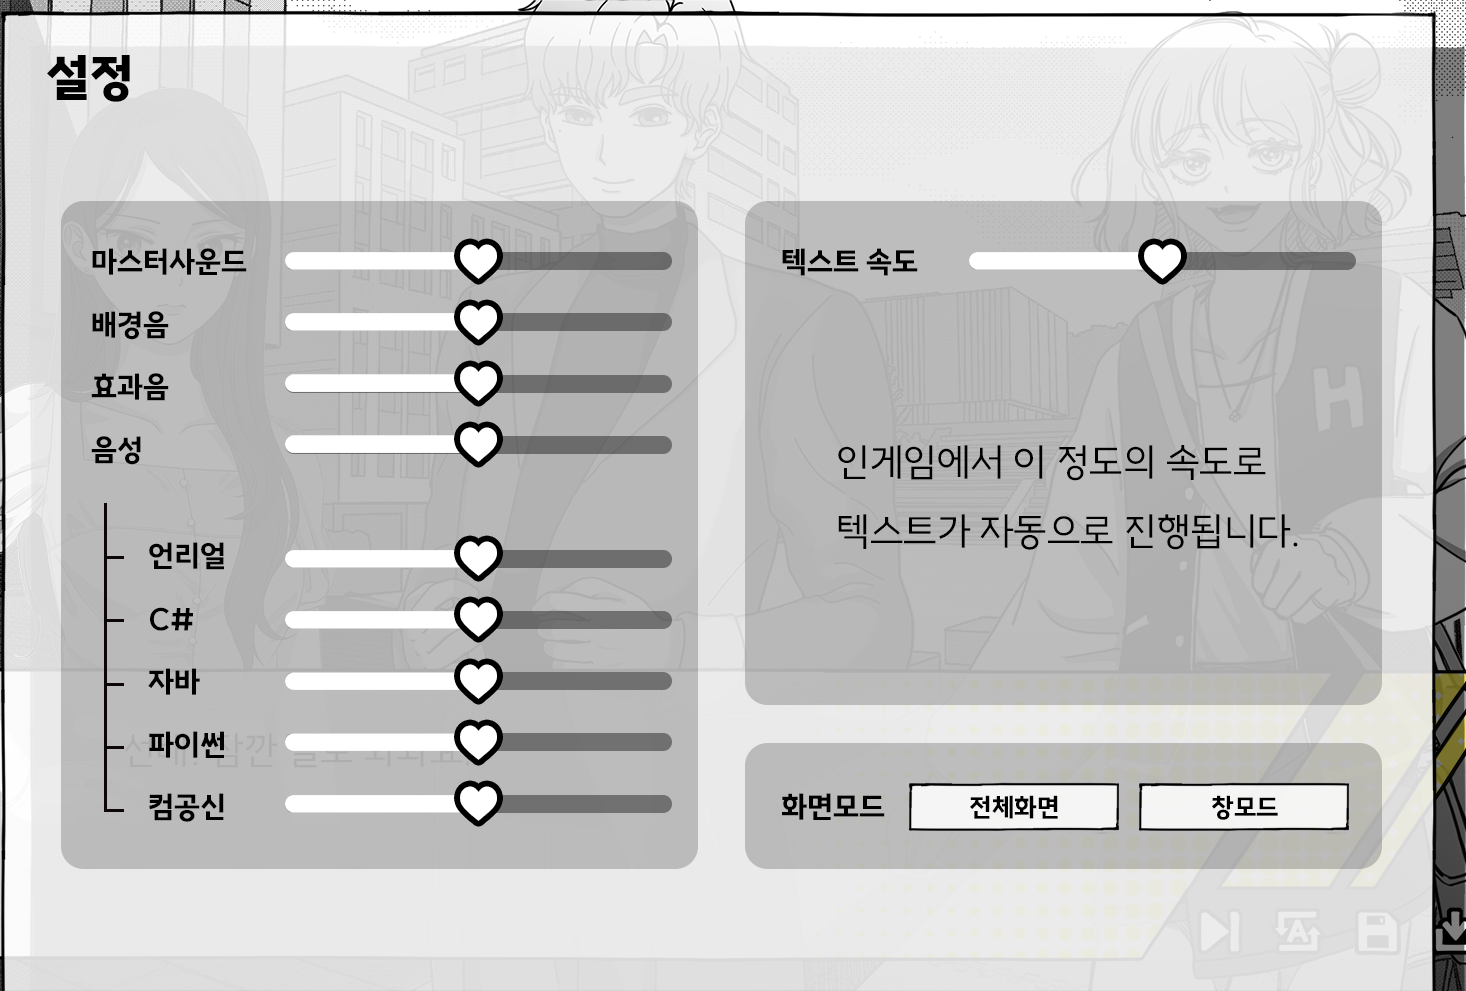 설정
마스터사운드
배경음
효과음
음성
언리얼
C#
자바
파이썬
컴공신
텍스트 속도
인게임에서 이 정도의 속도로
텍스트가 자동으로 진행됩니다.
화면모드
전체화면
창모드
H
A